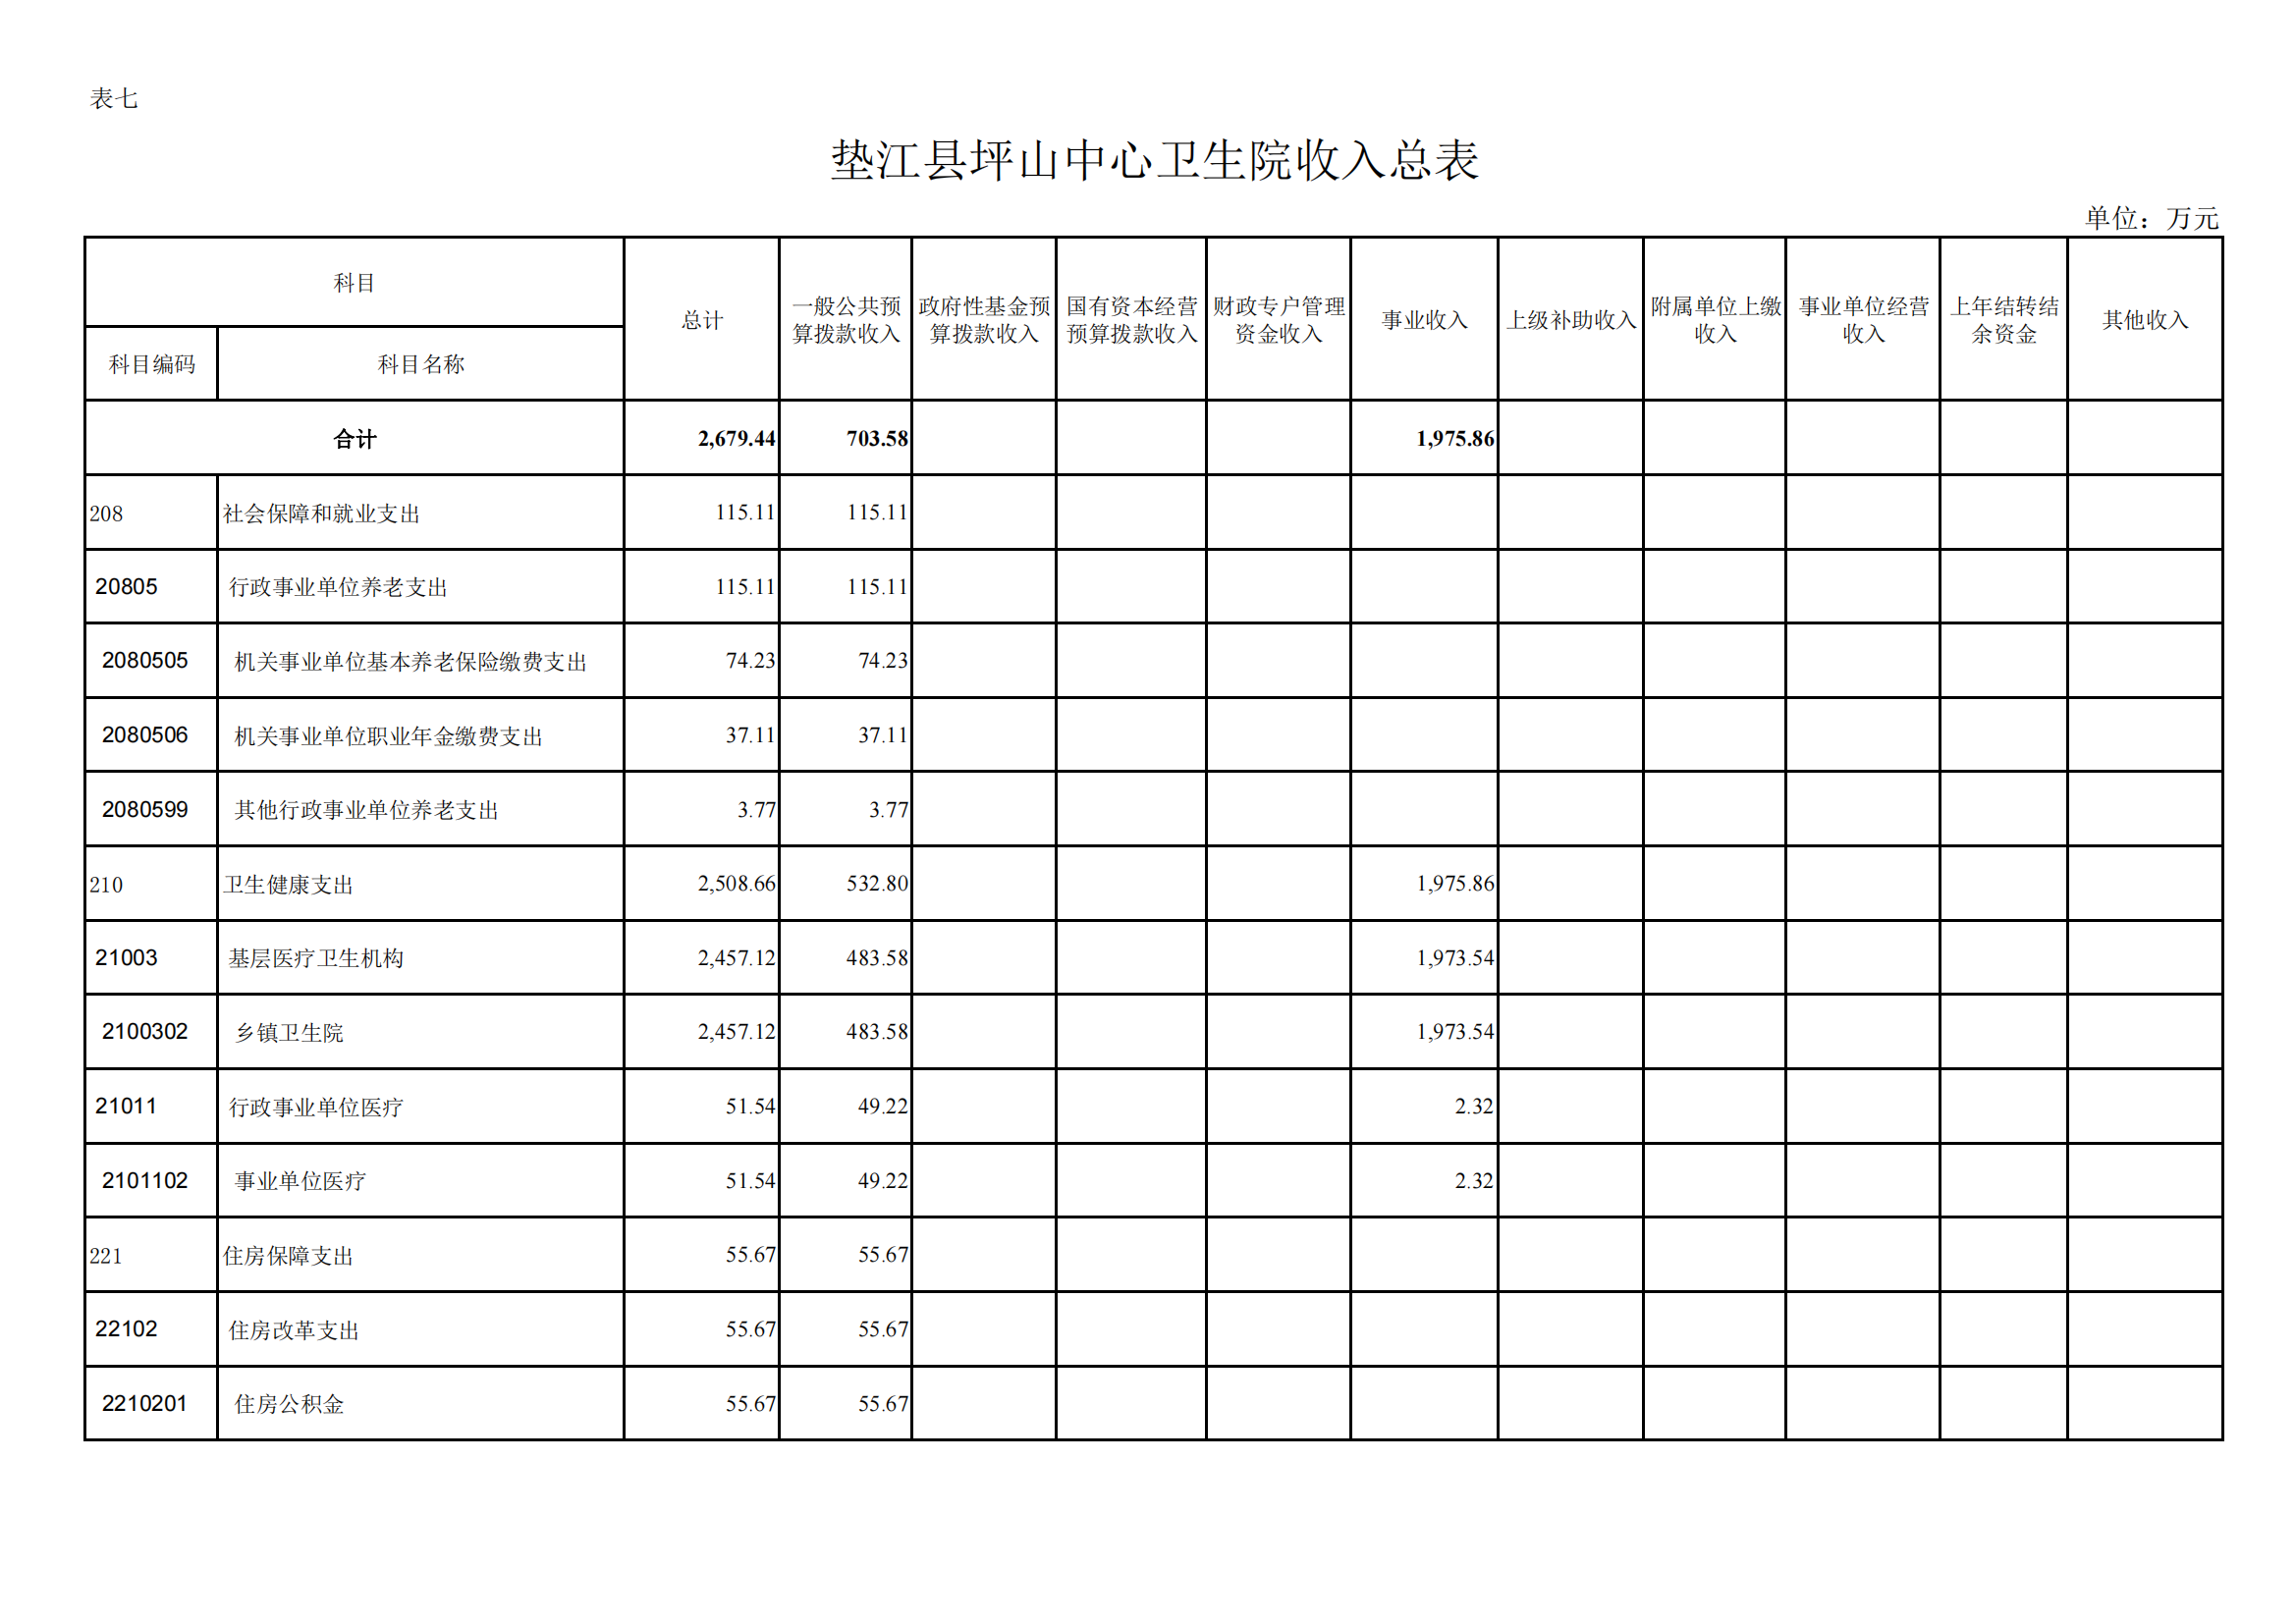 表七
垫江县坪山中心卫生院收入总表
单位：万元
科目 总计 一般公共预算拨款收入 政府性基金预算拨款收入 国有资本经营预算拨款收入 财政专户管理资金收入 事业收入 上级补助收入 附属单位上缴收入 事业单位经营收入 上年结转结余资金 其他收入
科目编码 科目名称
合计 2,679.44 703.58 1,975.86
208 社会保障和就业支出 115.11 115.11
20805 行政事业单位养老支出 115.11 115.11
2080505 机关事业单位基本养老保险缴费支出 74.23 74.23
2080506 机关事业单位职业年金缴费支出 37.11 37.11
2080599 其他行政事业单位养老支出 3.77 3.77
210 卫生健康支出 2,508.66 532.80 1,975.86
21003 基层医疗卫生机构 2,457.12 483.58 1,973.54
2100302 乡镇卫生院 2,457.12 483.58 1,973.54
21011 行政事业单位医疗 51.54 49.22 2.32
2101102 事业单位医疗 51.54 49.22 2.32
221 住房保障支出 55.67 55.67
22102 住房改革支出 55.67 55.67
2210201 住房公积金 55.67 55.67